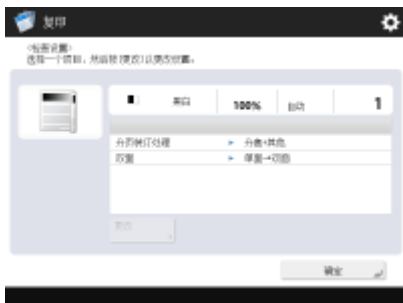 复印
<检查设置>
选择一个项目，然后按[更改]以更改设置。
黑白 100% 自动 1
分页装订处理 ▶ 分套+其他
双面 ▶ 单面→双面
更改
确定